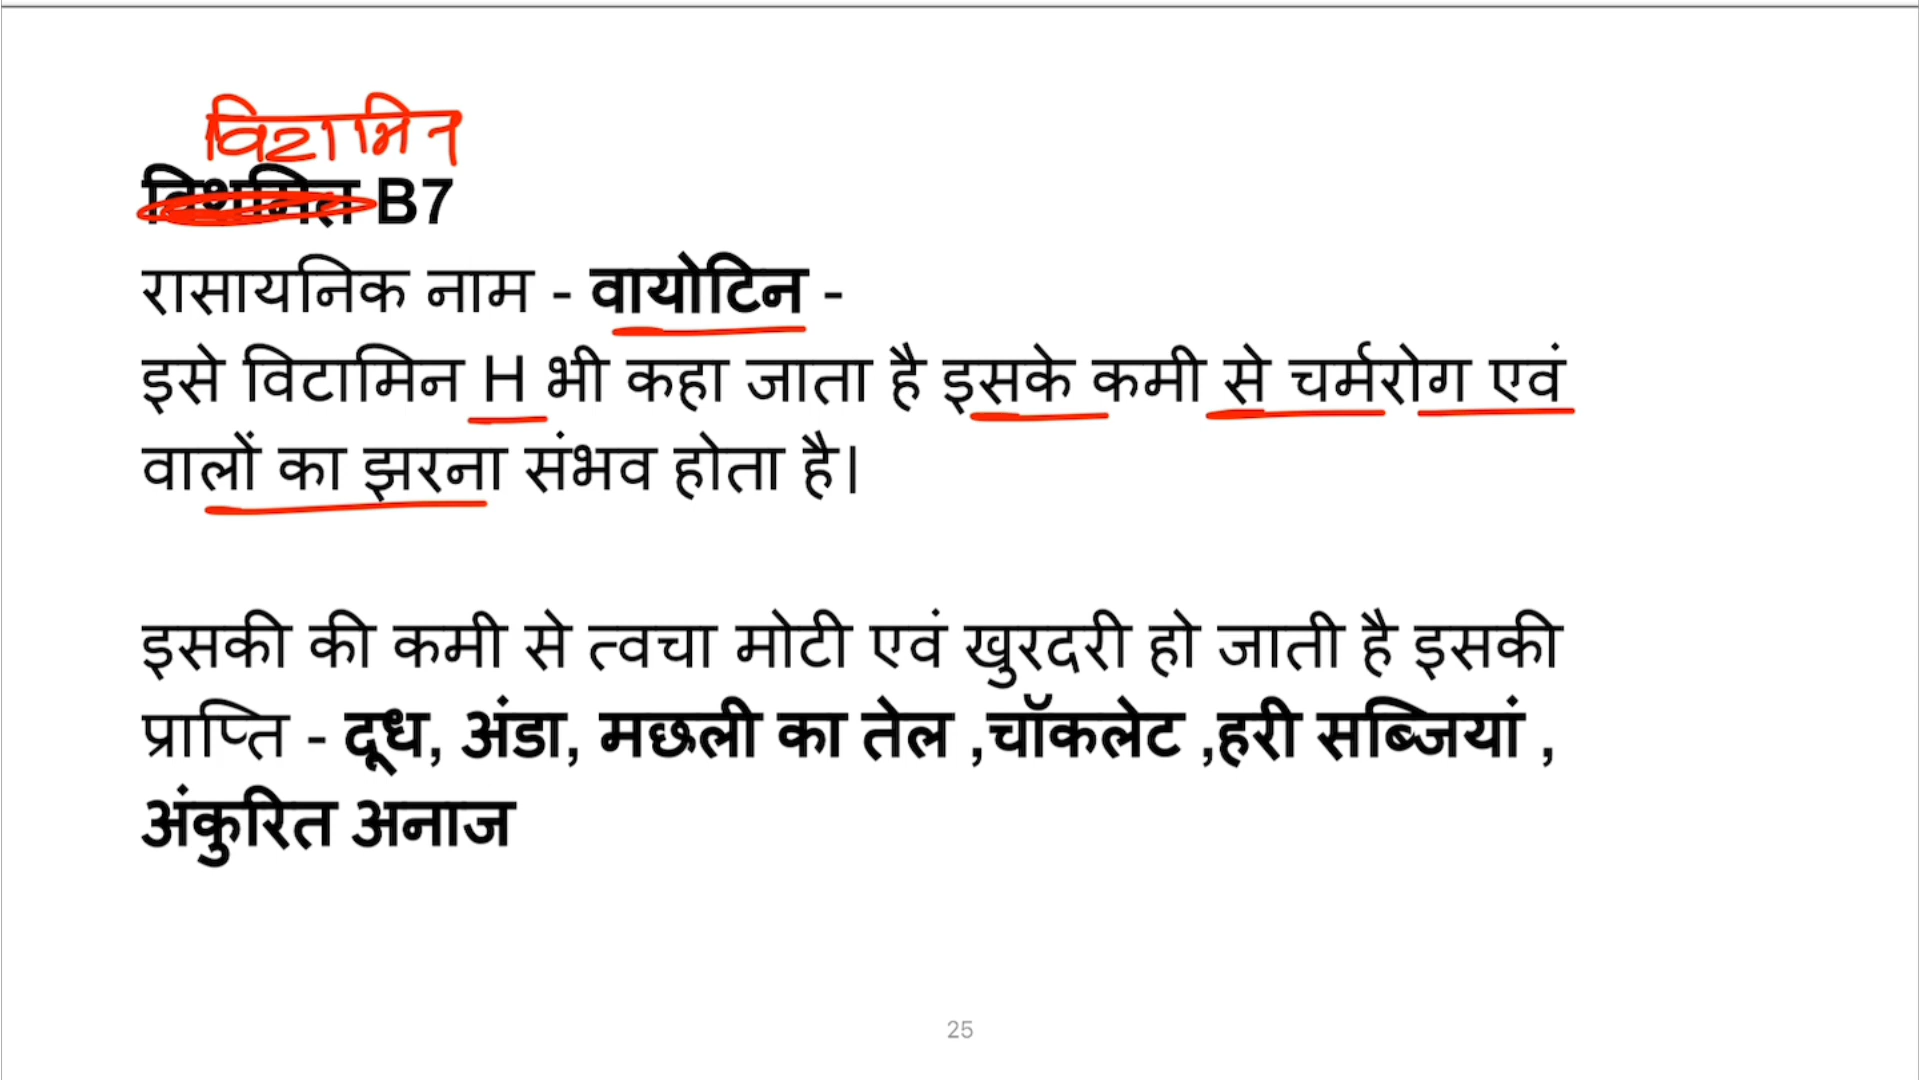 विटामिन
B7
रासायनिक नाम - वायोटिन -
इसे विटामिन H भी कहा जाता है इसके कमी से चर्मरोग एवं
वालों का झरना संभव होता है।
इसकी की कमी से त्वचा मोटी एवं खुरदरी हो जाती है इसकी
प्राप्ति - दूध, अंडा, मछली का तेल ,चॉकलेट ,हरी सब्जियां ,
अंकुरित अनाज
25